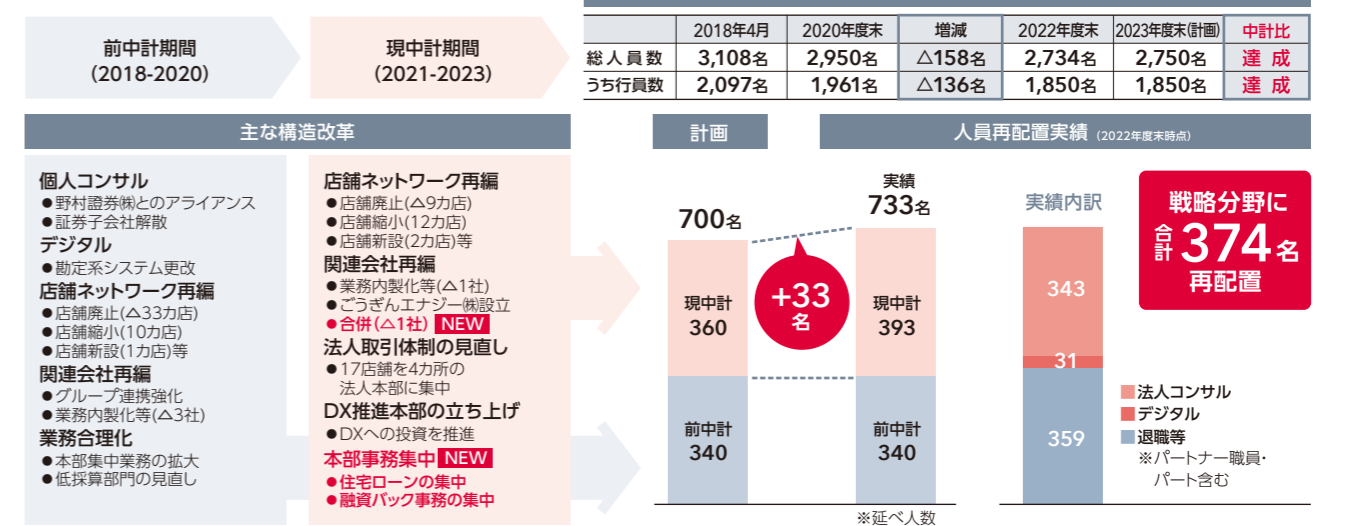 前中計期間
(2018-2020)
現中計期間
(2021-2023)
2018年4月 2020年度末 増減 2022年度末 2023年度末(計画) 中計比
総人員数 3,108名 2,950名 △158名 2,734名 2,750名 達成
うち行員数 2,097名 1,961名 △136名 1,850名 1,850名 達成
主な構造改革
個人コンサル
●野村證券㈱とのアライアンス
●証券子会社解散
デジタル
●勘定系システム更改
店舗ネットワーク再編
●店舗廃止(△33カ店)
●店舗縮小(10カ店)
●店舗新設(1カ店)等
関連会社再編
●グループ連携強化
●業務内製化等(△3社)
業務合理化
●本部集中業務の拡大
●低採算部門の見直し
店舗ネットワーク再編
●店舗廃止(△9カ店)
●店舗縮小(12カ店)
●店舗新設(2カ店)等
関連会社再編
●業務内製化等(△1社)
●ごうぎんエナジー㈱設立
●合併(△1社) NEW
法人取引体制の見直し
●17店舗を4カ所の
法人本部に集中
DX推進本部の立ち上げ
●DXへの投資を推進
本部事務集中 NEW
●住宅ローンの集中
●融資バック事務の集中
計画
700名
現中計
360
前中計
340
+33
名
人員再配置実績 (2022年度末時点)
実績
733名
現中計
393
前中計
340
※延べ人数
実績内訳
343
31
359
戦略分野に
合計374名
再配置
法人コンサル
デジタル
退職等
※パートナー職員・
パート含む